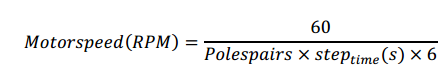 Motorspeed(RPM) = 60 / (Polespairs × step_time(s) × 6)